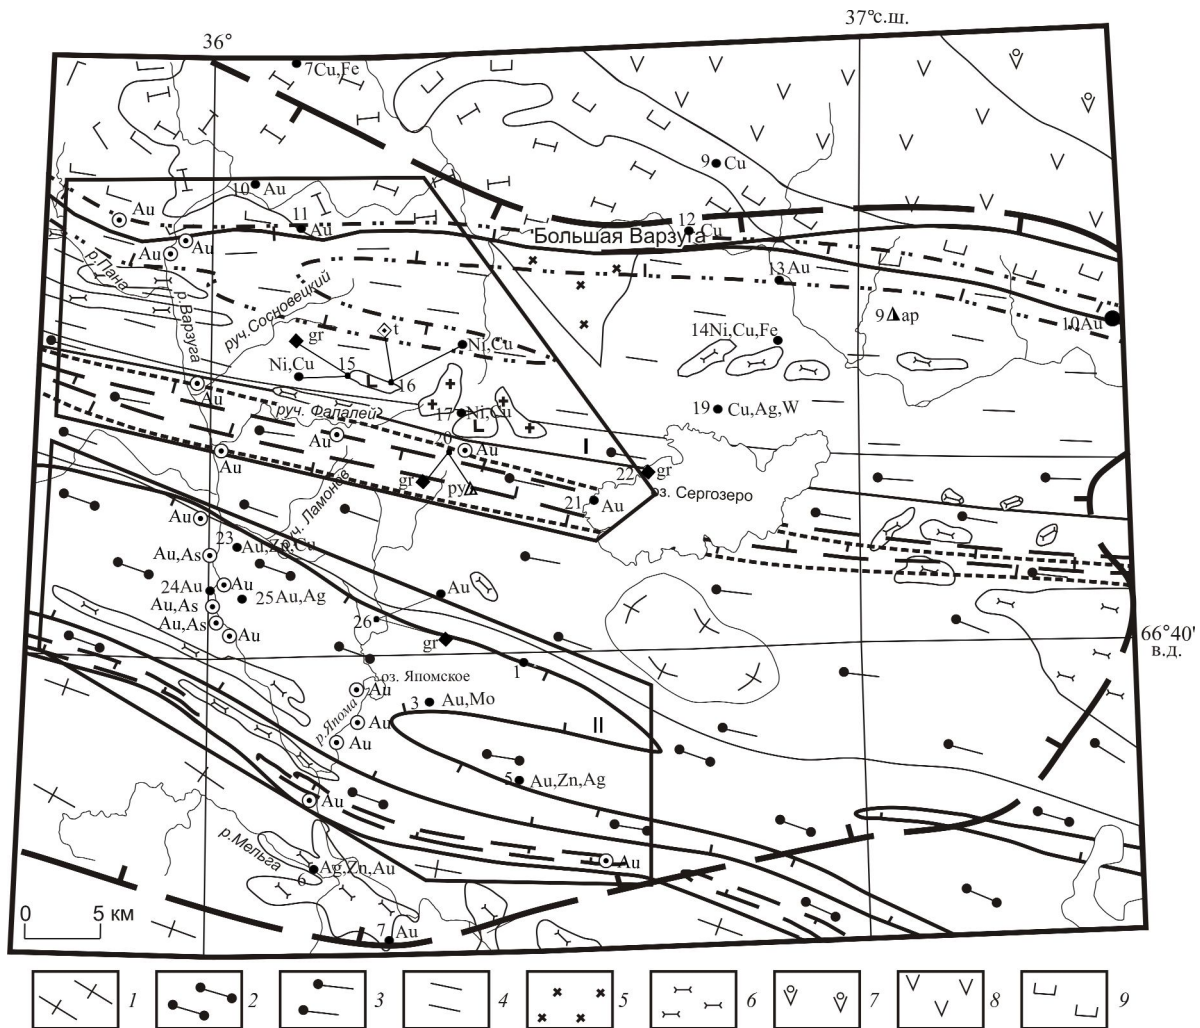 37°с.ш.
36°
7Cu,Fe
9 Cu
10 Au
Au
11
Au
12
Cu
Большая Варзуга
Au
Au
р.Пана
I
13Au
р. Варзуга
руч.Сосновецкий
9 ар
10Au
t
gr
14Ni,Cu,Fe
Ni,Cu
Ni,Cu
15
16
Au
руч. Фалалей
17 Ni,Cu
19 Cu,Ag,W
Au
20
Au
I
Au
22 gr
gr
ру
оз. Сергозеро
21
Au
руч. Ламонов
Au
23
Au,Zn,Cu
Au,As
24Au
Au
25Au,Ag
Au
Au,As
26
Au,As
Au
gr
66°40'
в.д.
1
оз. Япомское
Au
3
Au,Mo
Au
р.Япома
II
Au
5 Au,Zn,Ag
Au
р.Мельга
Au
Ag,Zn,Au
6
0 5 км
7 Au
1 2 3 4 5 6 7 8 9